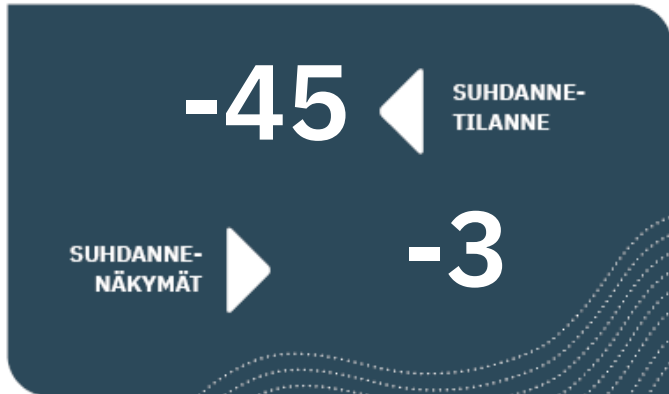 -45
SUHDANNE-
TILANNE
SUHDANNE-
NÄKYMÄT
-3